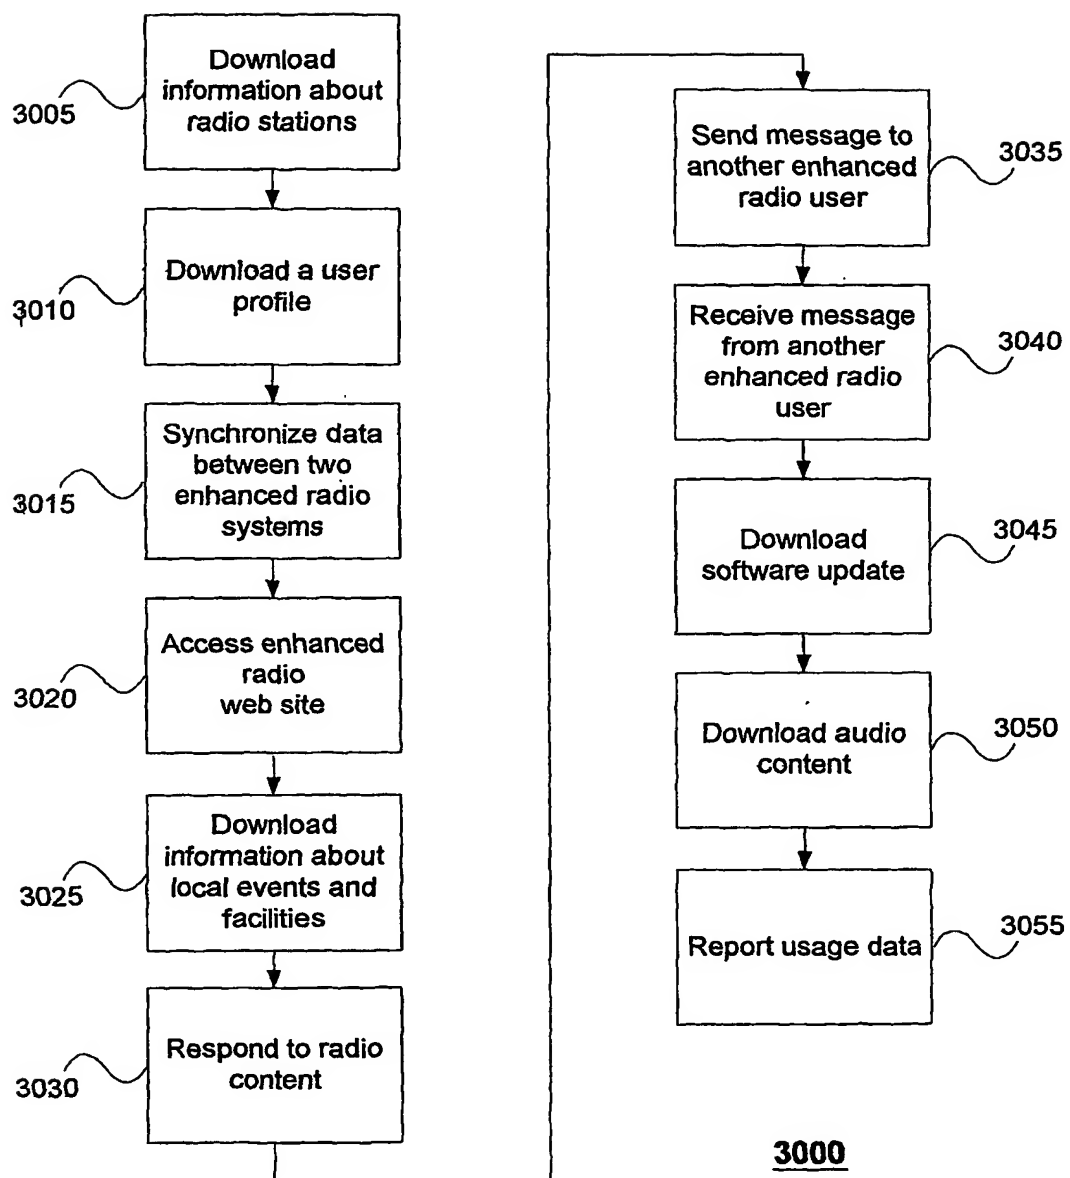 Download
information about
radio stations
3005
Download a user
profile
3010
Synchronize data
between two
enhanced radio
systems
3015
Access enhanced
radio
web site
3020
Download
information about
local events and
facilities
3025
Respond to radio
content
3030
Send message to
another enhanced
radio user
3035
Receive message
from another
enhanced radio
user
3040
Download
software update
3045
Download audio
content
3050
Report usage data
3055
3000